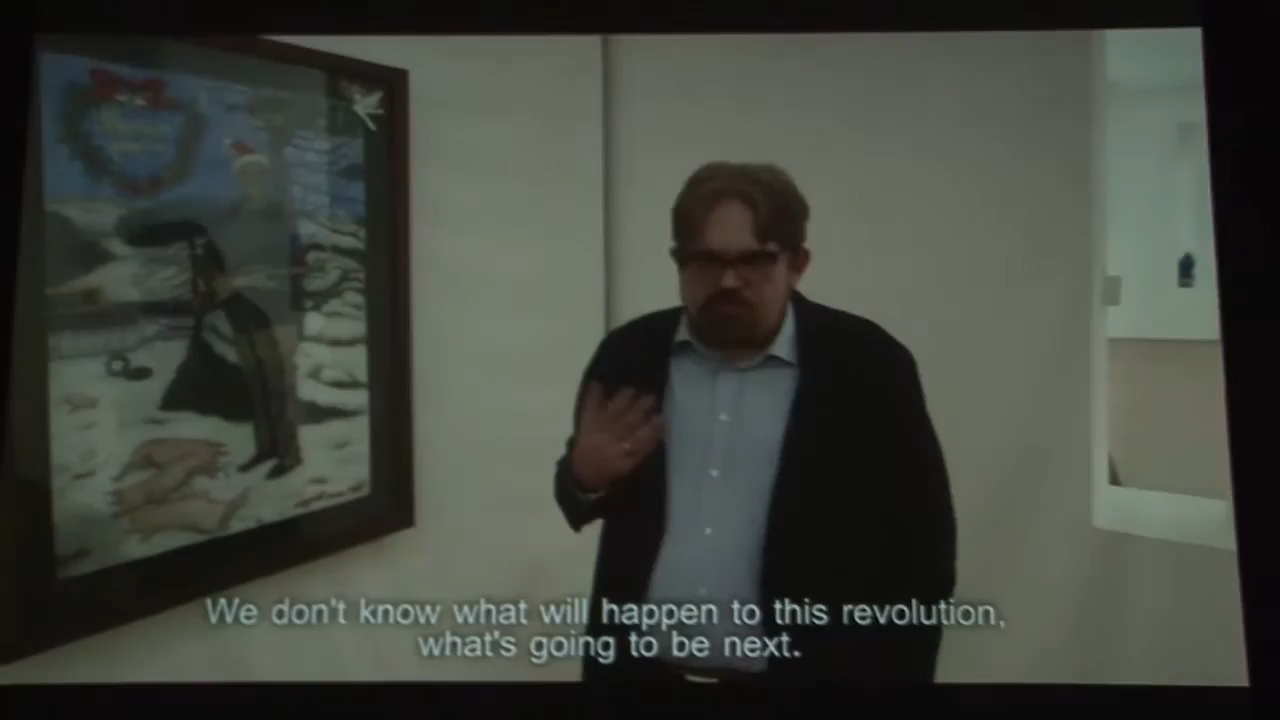 We don't know what will happen to this revolution,
what's going to be next.